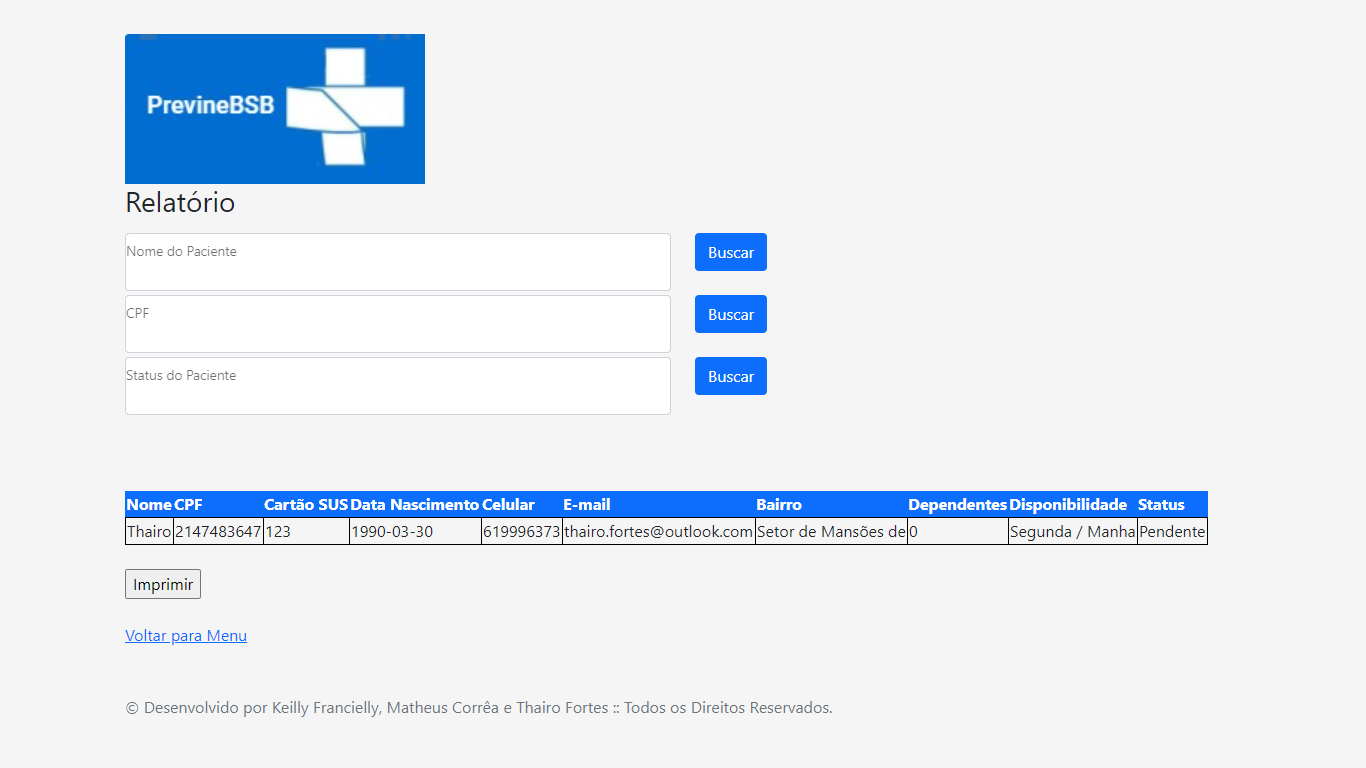 PrevineBSB
Relatório
Nome do Paciente Buscar
CPF Buscar
Status do Paciente Buscar
Nome CPF Cartão SUS Data Nascimento Celular E-mail Bairro Dependentes Disponibilidade Status
Thairo 2147483647 123 1990-03-30 619996373 thairo.fortes@outlook.com Setor de Mansões de 0 Segunda / Manha Pendente
Imprimir
Voltar para Menu
© Desenvolvido por Keilly Francielly, Matheus Corrêa e Thairo Fortes :: Todos os Direitos Reservados.